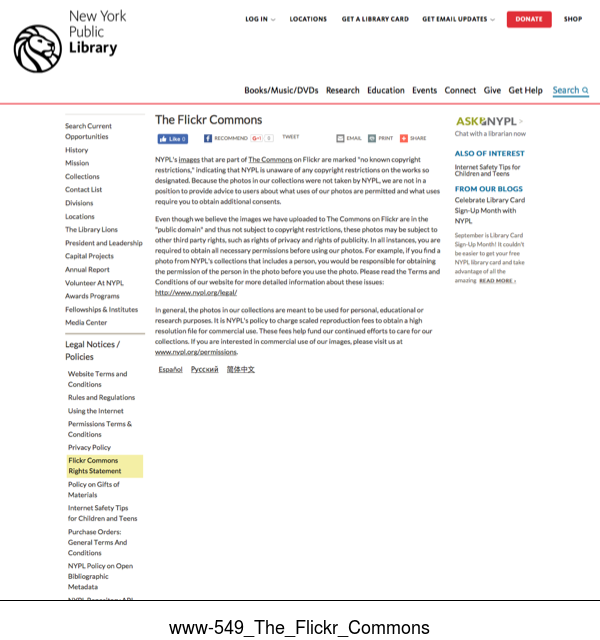 New York
Public
Library
LOG IN
LOCATIONS
GET A LIBRARY CARD
GET EMAIL UPDATES
DONATE
SHOP
Books/Music/DVDs Research Education Events Connect Give Get Help Search
Search Current
Opportunities
History
Mission
Collections
Contact List
Divisions
Locations
The Library Lions
President and Leadership
Capital Projects
Annual Report
Volunteer At NYPL
Awards Programs
Fellowships & Institutes
Media Center
Legal Notices /
Policies
Website Terms and
Conditions
Rules and Regulations
Using the Internet
Permissions Terms &
Conditions
Privacy Policy
Flickr Commons
Rights Statement
Policy on Gifts of
Materials
Internet Safety Tips
for Children and Teens
Purchase Orders:
General Terms And
Conditions
NYPL Policy on Open
Bibliographic
Metadata
The Flickr Commons
Like 0
RECOMMEND
TWEET
EMAIL
PRINT
SHARE
NYPL's images that are part of The Commons on Flickr are marked "no known copyright
restrictions," indicating that NYPL is unaware of any copyright restrictions on the works so
designated. Because the photos in our collections were not taken by NYPL, we are not in a
position to provide advice to users about what uses of our photos are permitted and what uses
require you to obtain additional consents.
Even though we believe the images we have uploaded to The Commons on Flickr are in the
"public domain" and thus not subject to copyright restrictions, these photos may be subject to
other third party rights, such as rights of privacy and rights of publicity. In all instances, you are
required to obtain all necessary permissions before using our photos. For example, if you find a
photo from NYPL's collections that includes a person, you would be responsible for obtaining
the permission of the person in the photo before you use the photo. Please read the Terms and
Conditions of our website for more detailed information about these issues:
http://www.nypl.org/legal/
In general, the photos in our collections are meant to be used for personal, educational or
research purposes. It is NYPL's policy to charge scaled reproduction fees to obtain a high
resolution file for commercial use. These fees help fund our continued efforts to care for our
collections. If you are interested in commercial use of our images, please visit us at
www.nypl.org/permissions.
Español Русский 简体中文
ASK NYPL
Chat with a librarian now
ALSO OF INTEREST
Internet Safety Tips for
Children and Teens
FROM OUR BLOGS
Celebrate Library Card
Sign-Up Month with
NYPL
September is Library Card
Sign-Up Month! It couldn't
be easier to get your free
NYPL library card and take
advantage of all the
amazing READ MORE ›
www-549_The_Flickr_Commons